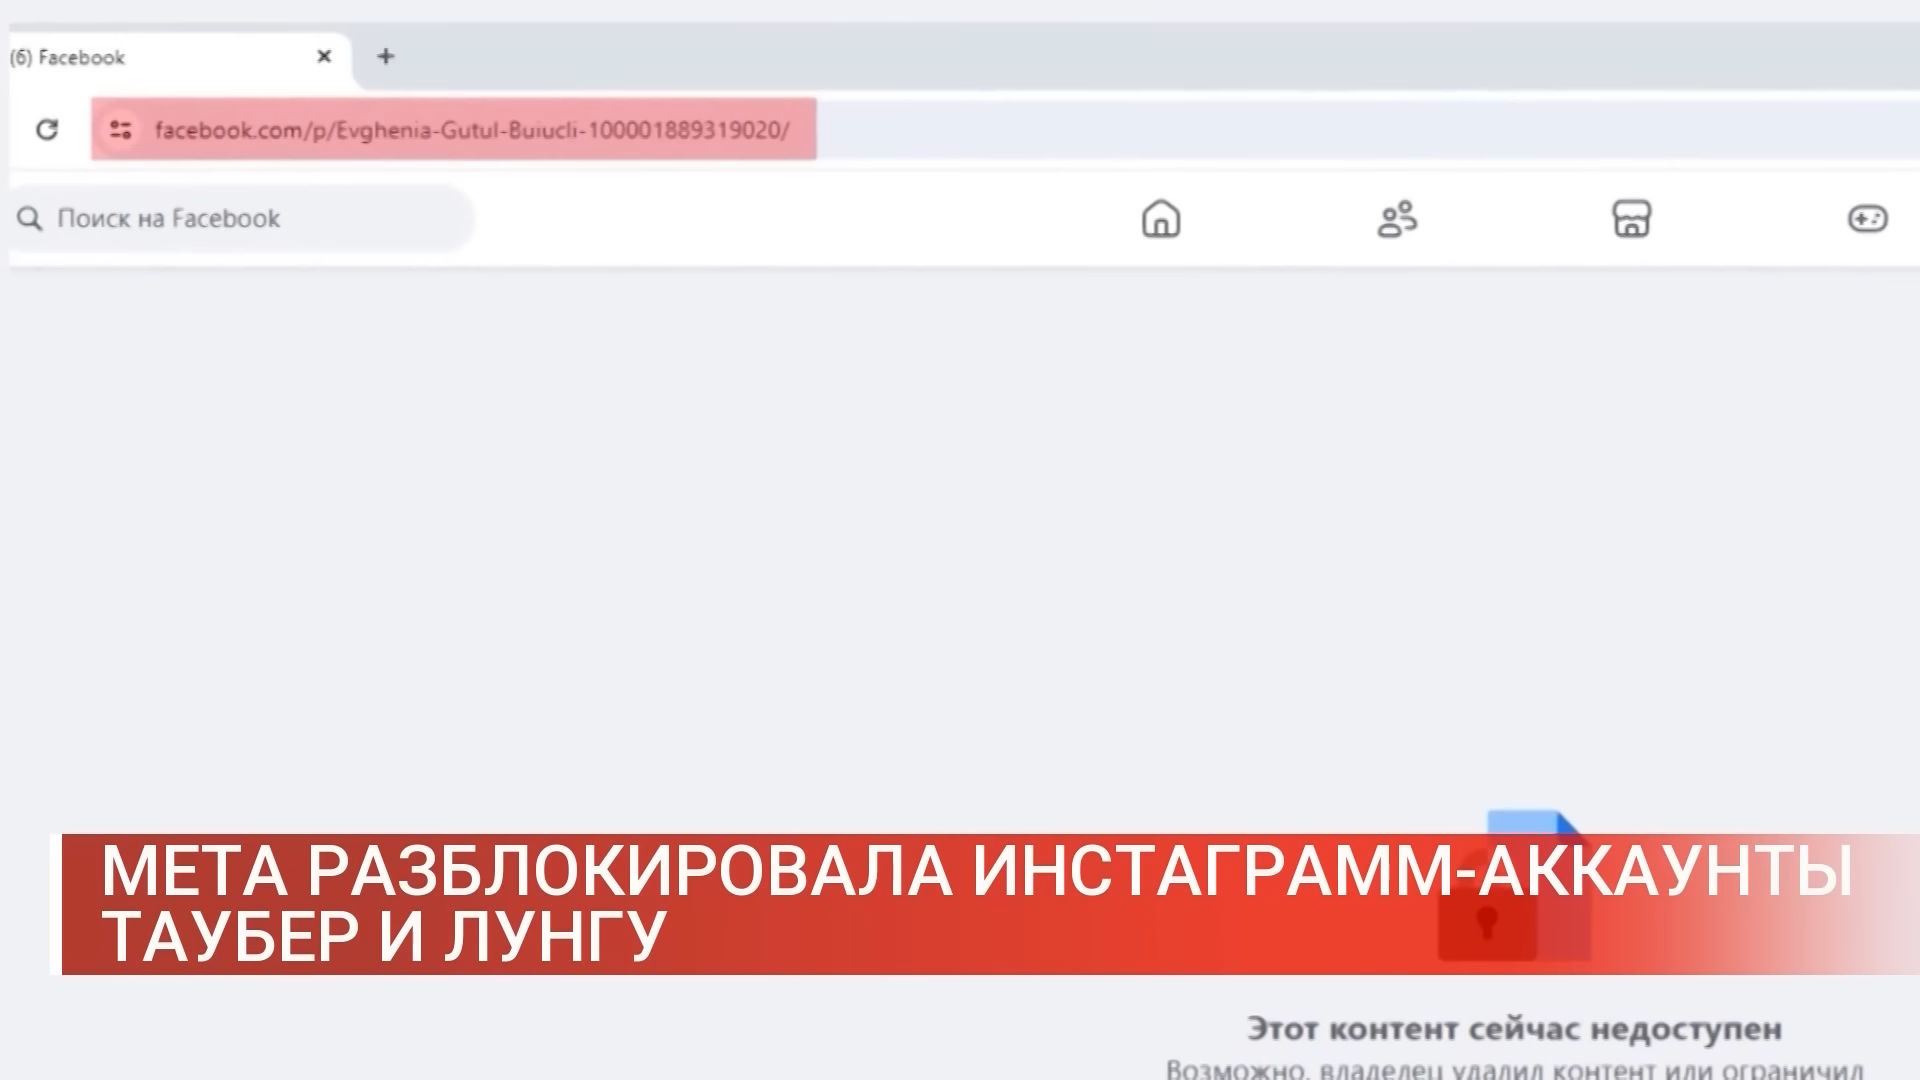 (6) Facebook
facebook.com/p/Evghenia-Gutul-Buiucli-100001889319020/
Поиск на Facebook
МЕТА РАЗБЛОКИРОВАЛА ИНСТАГРАММ-АККАУНТЫ
ТАУБЕР И ЛУНГУ
Этот контент сейчас недоступен
Возможно, владелец удалил контент или ограничил